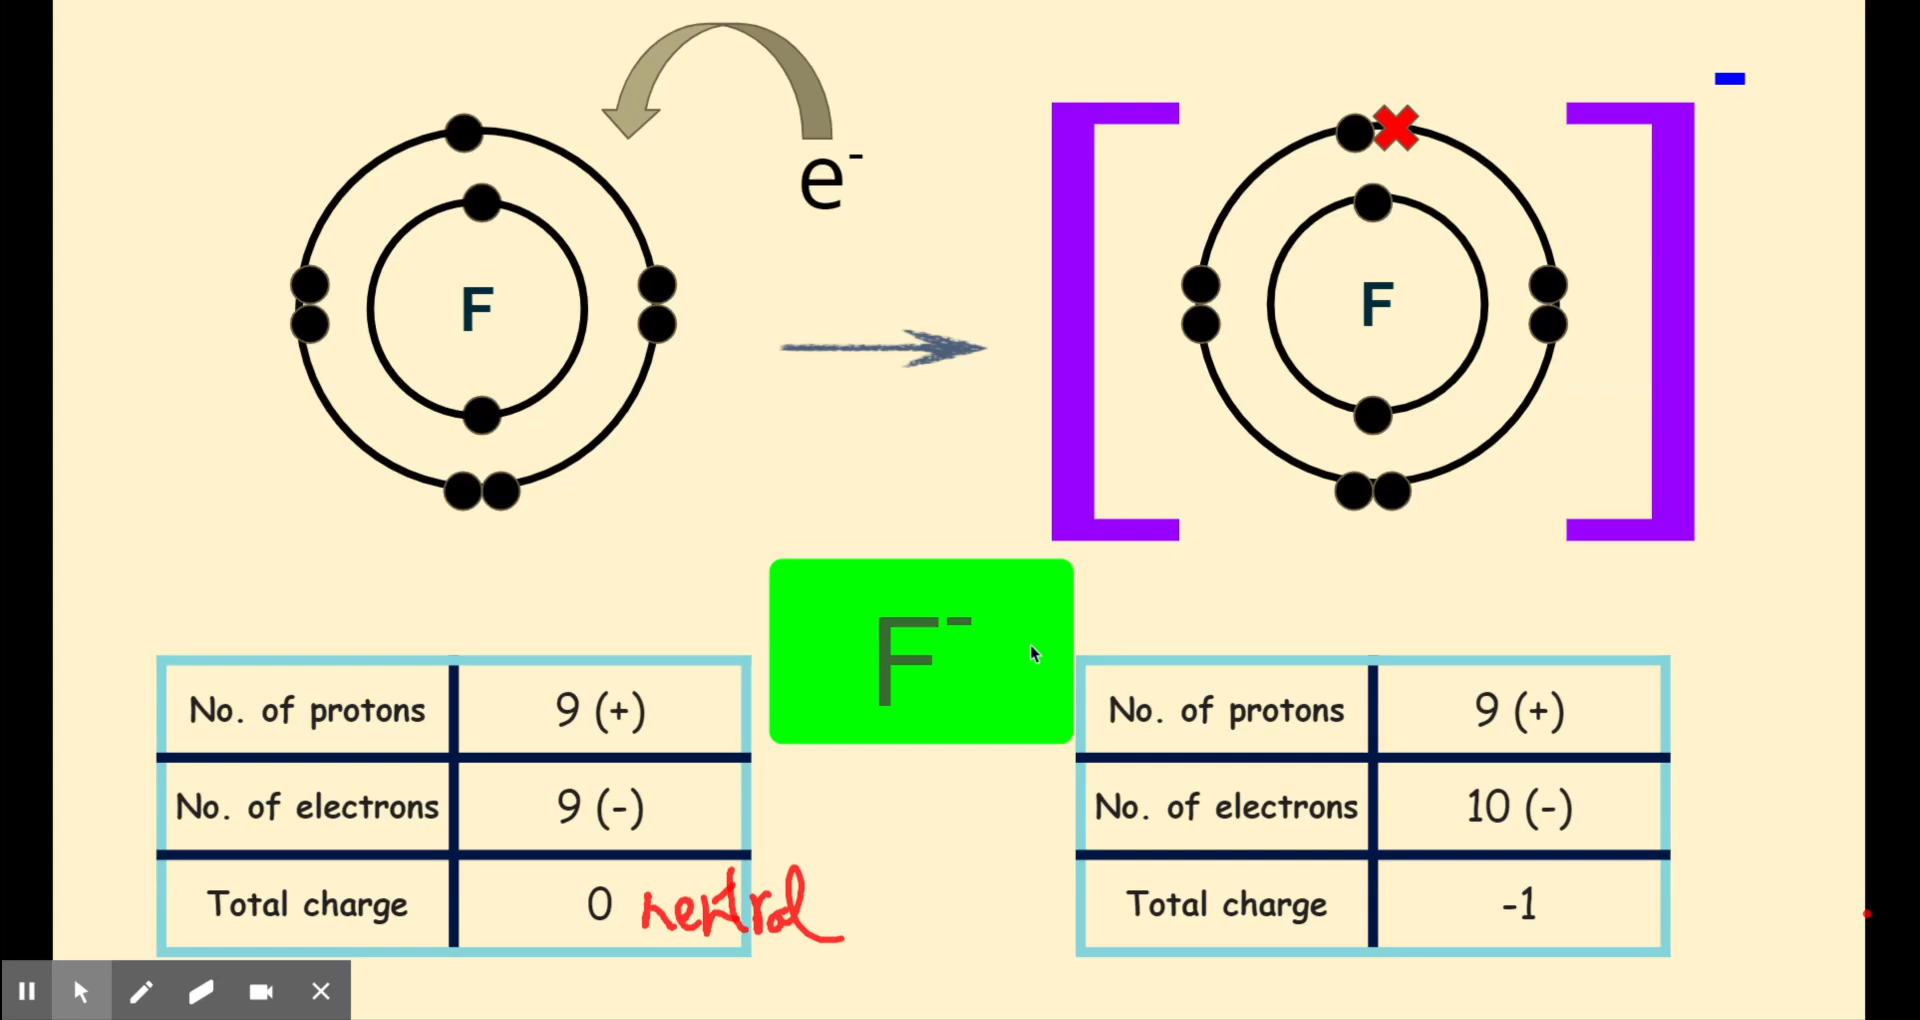 e-
-
F
F
F-
No. of protons 9 (+)
No. of electrons 9 (-)
Total charge 0 neutral
No. of protons 9 (+)
No. of electrons 10 (-)
Total charge -1